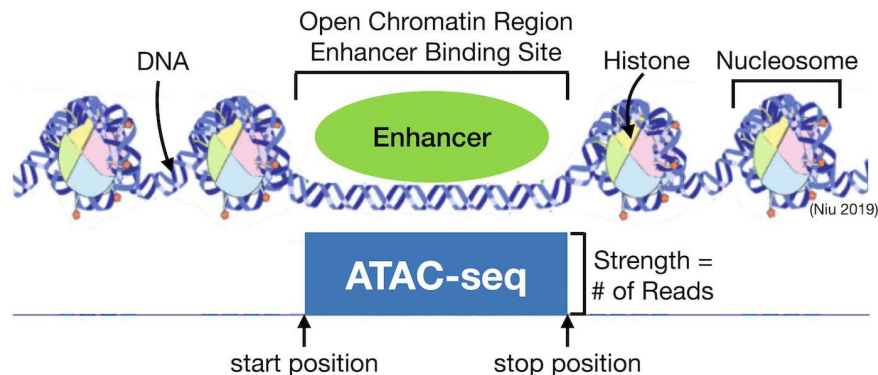 Open Chromatin Region
Enhancer Binding Site
DNA
Histone
Nucleosome
Enhancer
(Niu 2019)
ATAC-seq
Strength =
# of Reads
start position
stop position